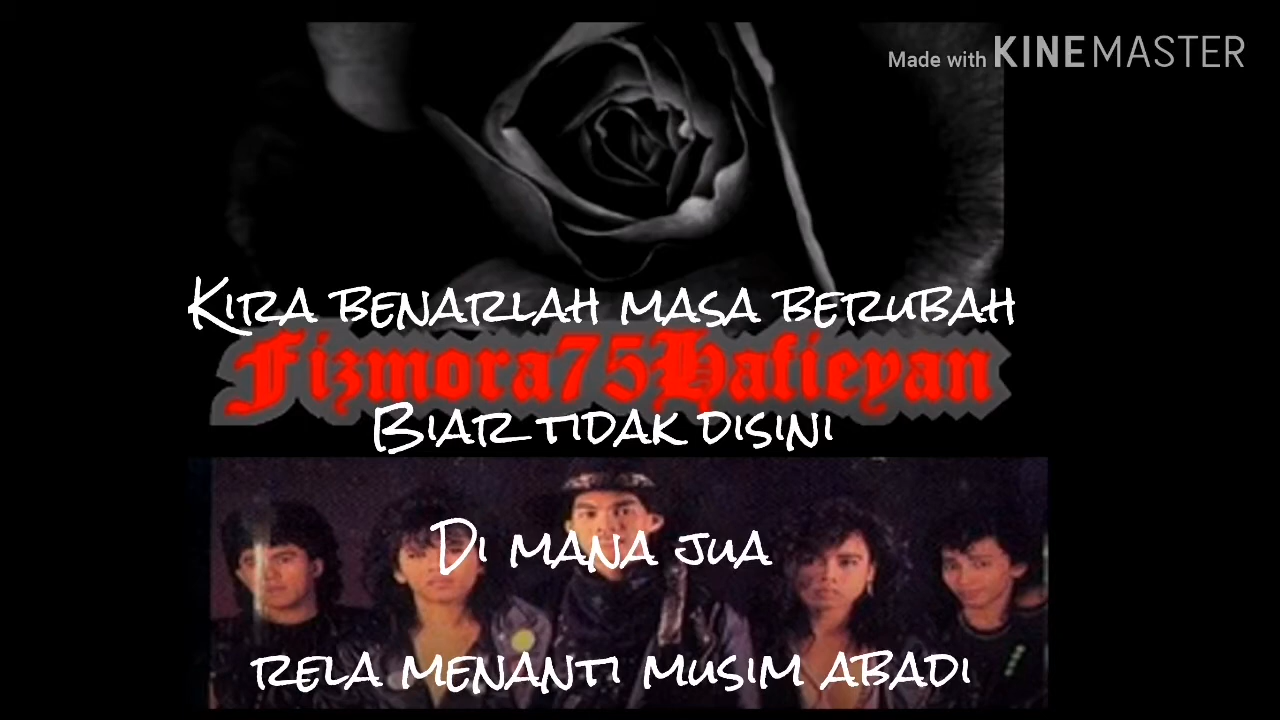 Made with KINEMASTER
Kira benarlah masa berubah
Fizmora75Hafieyan
Biar tidak disini
Di mana jua
rela menanti musim abadi